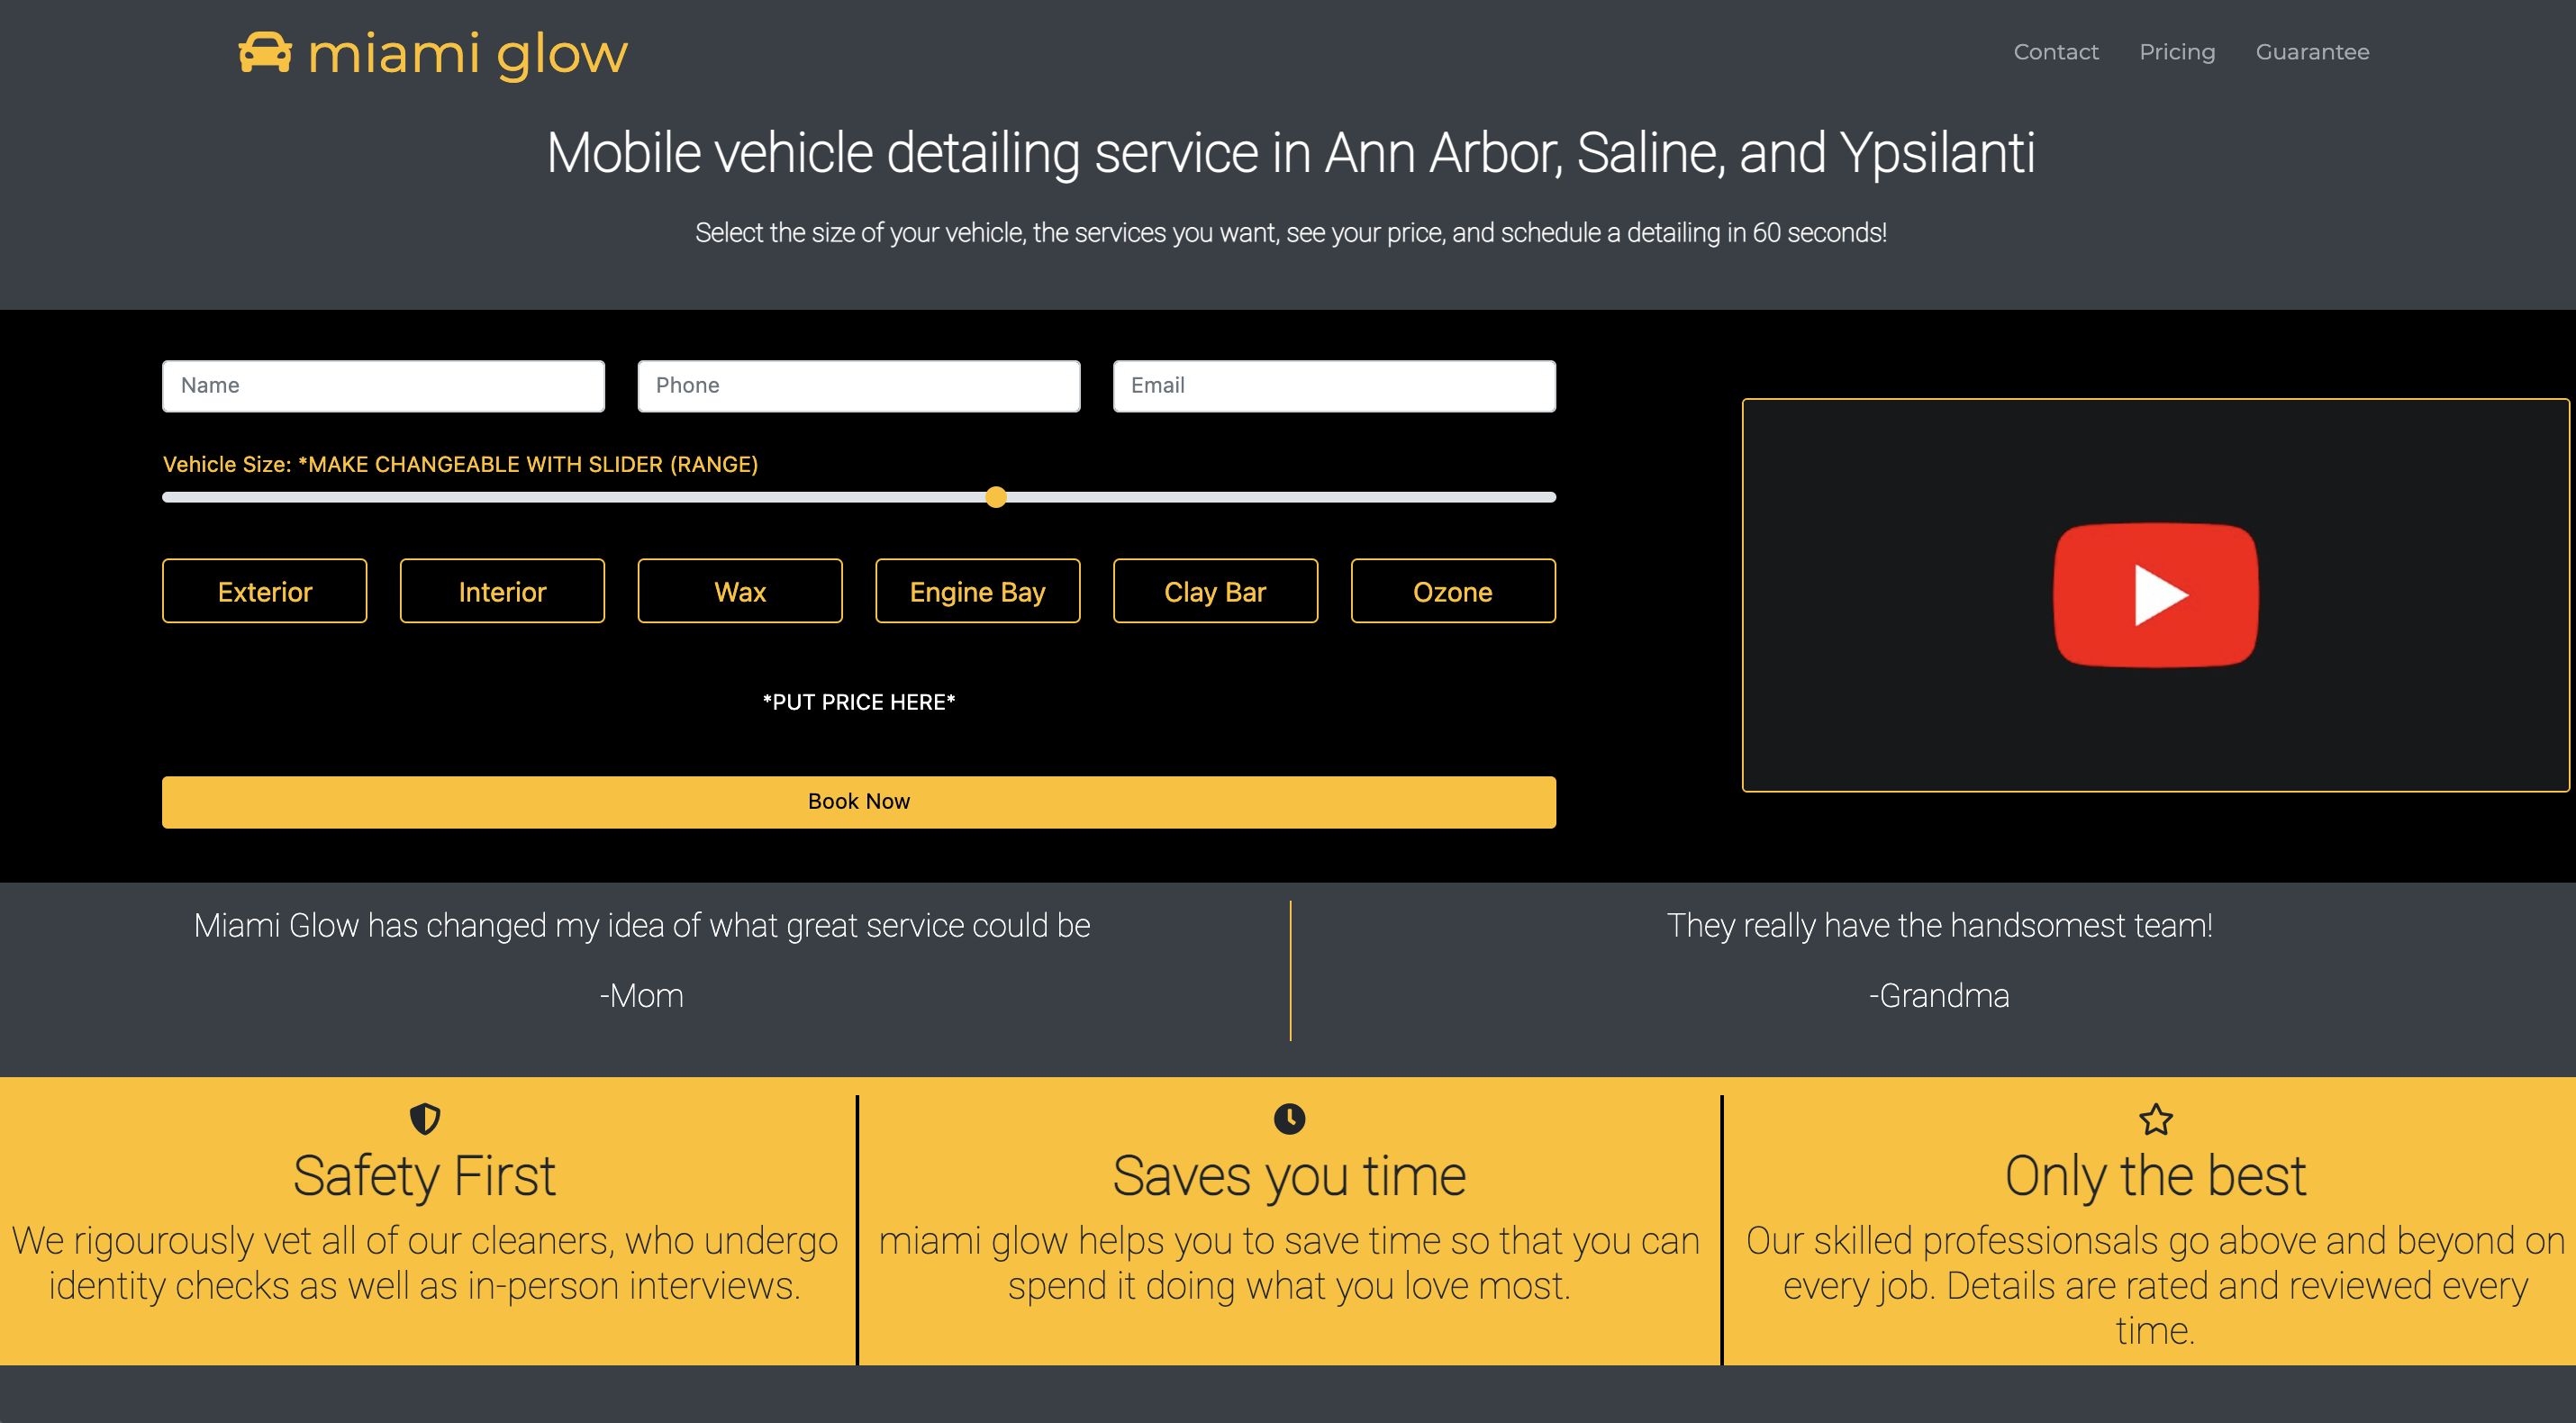 miami glow
Contact Pricing Guarantee
Mobile vehicle detailing service in Ann Arbor, Saline, and Ypsilanti
Select the size of your vehicle, the services you want, see your price, and schedule a detailing in 60 seconds!
Name Phone Email
Vehicle Size: *MAKE CHANGEABLE WITH SLIDER (RANGE)
Exterior Interior Wax Engine Bay Clay Bar Ozone
*PUT PRICE HERE*
Book Now
Miami Glow has changed my idea of what great service could be
-Mom
They really have the handsomest team!
-Grandma
Safety First
We rigourously vet all of our cleaners, who undergo
identity checks as well as in-person interviews.
Saves you time
miami glow helps you to save time so that you can
spend it doing what you love most.
Only the best
Our skilled professionsals go above and beyond on
every job. Details are rated and reviewed every
time.